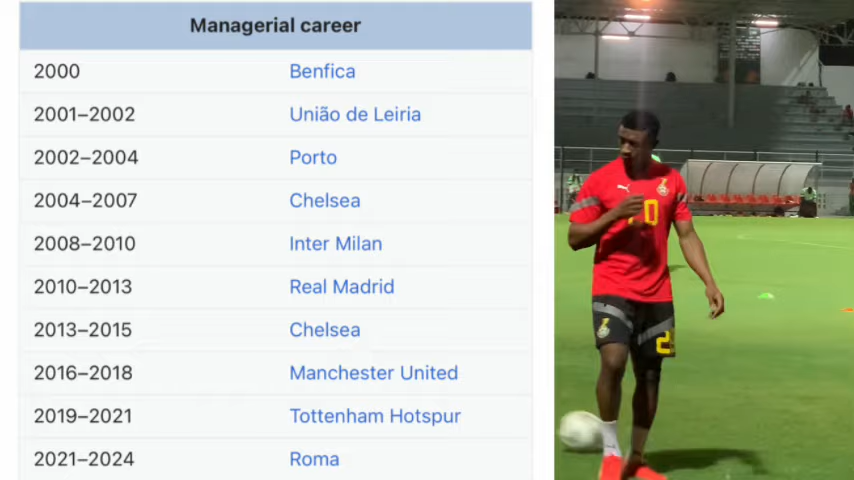 Managerial career
2000 Benfica
2001–2002 União de Leiria
2002–2004 Porto
2004–2007 Chelsea
2008–2010 Inter Milan
2010–2013 Real Madrid
2013–2015 Chelsea
2016–2018 Manchester United
2019–2021 Tottenham Hotspur
2021–2024 Roma